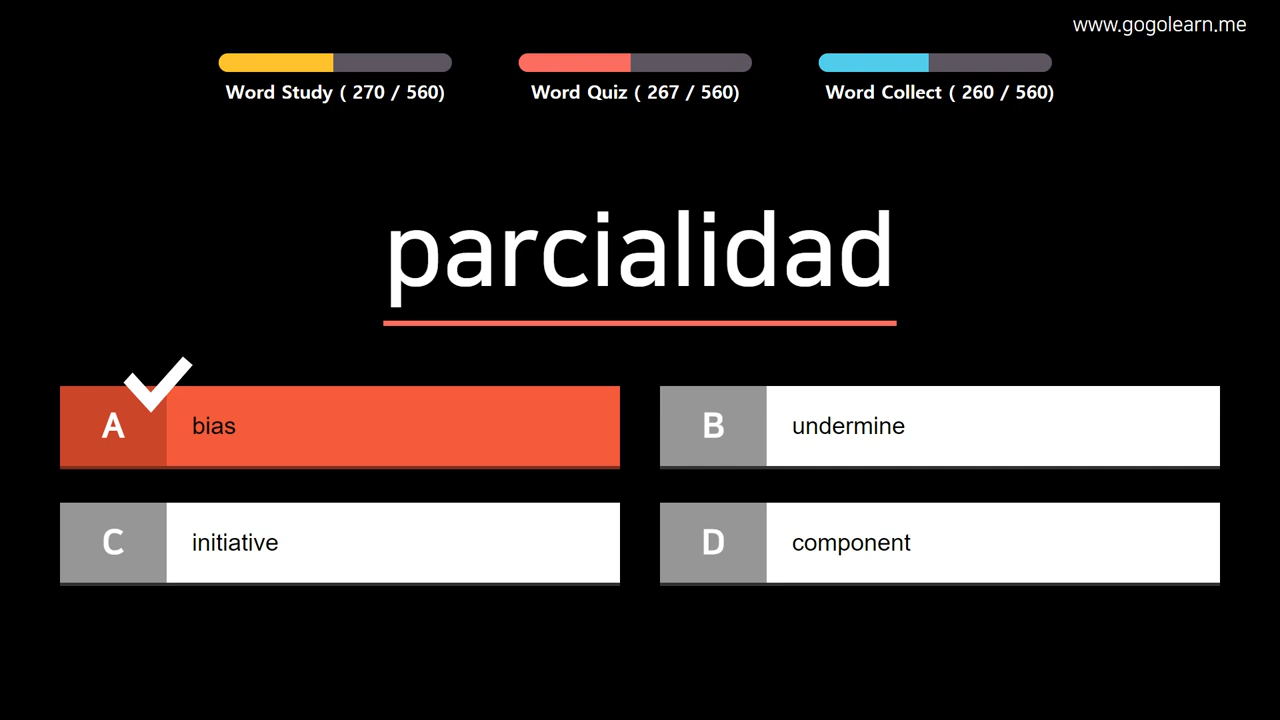 www.gogolearn.me
Word Study ( 270 / 560)
Word Quiz ( 267 / 560)
Word Collect ( 260 / 560)
parcialidad
A bias
B undermine
C initiative
D component